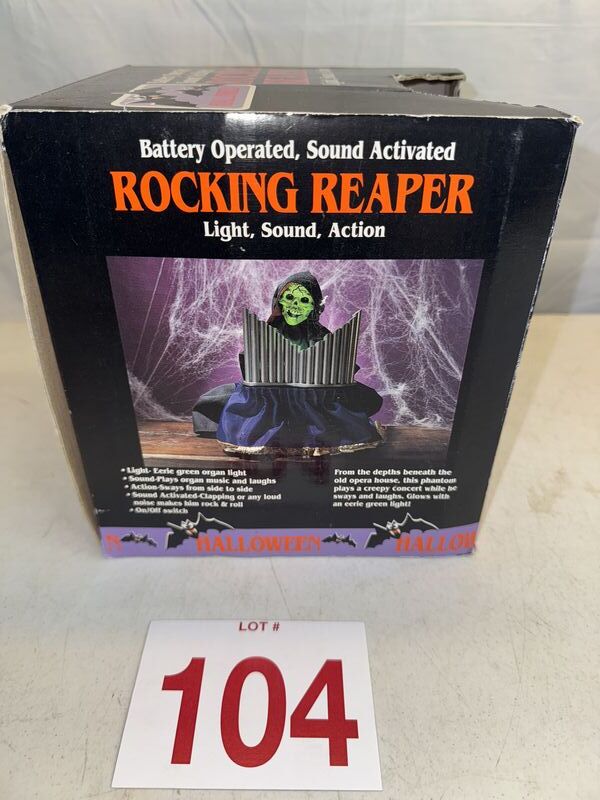 Battery Operated, Sound Activated
ROCKING REAPER
Light, Sound, Action
• Light- Eerie green organ light
• Sound-Plays organ music and laughs
• Action-Sways from side to side
• Sound Activated-Clapping or any loud
noise makes him rock & roll
• On/Off switch
From the depths beneath the
old opera house, this phantom
plays a creepy concert while he
sways and laughs. Glows with
an eerie green light!
N HALLOWEEN HALLOW
LOT #
104